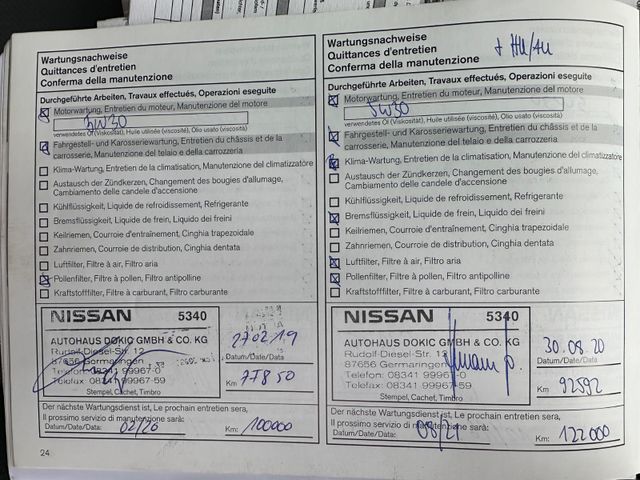 Wartungsnachweise
Quittances d'entretien
Conferma della manutenzione
Durchgeführte Arbeiten, Travaux effectués, Operazioni eseguite
Motorwartung, Entretien du moteur, Manutenzione del motore
5W30
verwendetes Öl (Viskosität), Huile utilisée (viscosité), Olio usato (viscosità)
Fahrgestell- und Karosseriewartung, Entretien du châssis et de la
carrosserie, Manutenzione del telaio e della carrozzeria
Klima-Wartung, Entretien de la climatisation, Manutenzione del climatizzatore
Austausch der Zündkerzen, Changement des bougies d'allumage,
Cambiamento delle candele d'accensione
Kühlflüssigkeit, Liquide de refroidissement, Refrigerante
Bremsflüssigkeit, Liquide de frein, Liquido dei freini
Keilriemen, Courroie d'entraînement, Cinghia trapezoidale
Zahnriemen, Courroie de distribution, Cinghia dentata
Luftfilter, Filtre à air, Filtro aria
Pollenfilter, Filtre à pollen, Filtro antipolline
Kraftstofffilter, Filtre à carburant, Filtro carburante
NISSAN 5340
AUTOHAUS DOKIC GMBH & CO. KG
Rudolf-Diesel-Str. 12
87656 Germaringen
Telefon: 08341 99967-0
Telefax: 08341 99967-59
Stempel, Cachet, Timbro
27.02.19
Datum/Date/Data
Km 77850
Der nächste Wartungsdienst ist, Le prochain entretien sera,
Il prossimo servizio di manutenzione sarà:
Datum/Date/Data: 02/20 Km: 100000
24
Wartungsnachweise
Quittances d'entretien
Conferma della manutenzione
+ HU/AU
Durchgeführte Arbeiten, Travaux effectués, Operazioni eseguite
Motorwartung, Entretien du moteur, Manutenzione del motore
5W30
verwendetes Öl (Viskosität), Huile utilisée (viscosité), Olio usato (viscosità)
Fahrgestell- und Karosseriewartung, Entretien du châssis et de la
carrosserie, Manutenzione del telaio e della carrozzeria
Klima-Wartung, Entretien de la climatisation, Manutenzione del climatizzatore
Austausch der Zündkerzen, Changement des bougies d'allumage,
Cambiamento delle candele d'accensione
Kühlflüssigkeit, Liquide de refroidissement, Refrigerante
Bremsflüssigkeit, Liquide de frein, Liquido dei freini
Keilriemen, Courroie d'entraînement, Cinghia trapezoidale
Zahnriemen, Courroie de distribution, Cinghia dentata
Luftfilter, Filtre à air, Filtro aria
Pollenfilter, Filtre à pollen, Filtro antipolline
Kraftstofffilter, Filtre à carburant, Filtro carburante
NISSAN 5340
AUTOHAUS DOKIC GMBH & CO. KG
Rudolf-Diesel-Str. 12
87656 Germaringen
Telefon: 08341 99967-0
Telefax: 08341 99967-59
Stempel, Cachet, Timbro
30.08.20
Datum/Date/Data
Km 92592
Der nächste Wartungsdienst ist, Le prochain entretien sera,
Il prossimo servizio di manutenzione sarà:
Datum/Date/Data: 08/21 Km: 122000